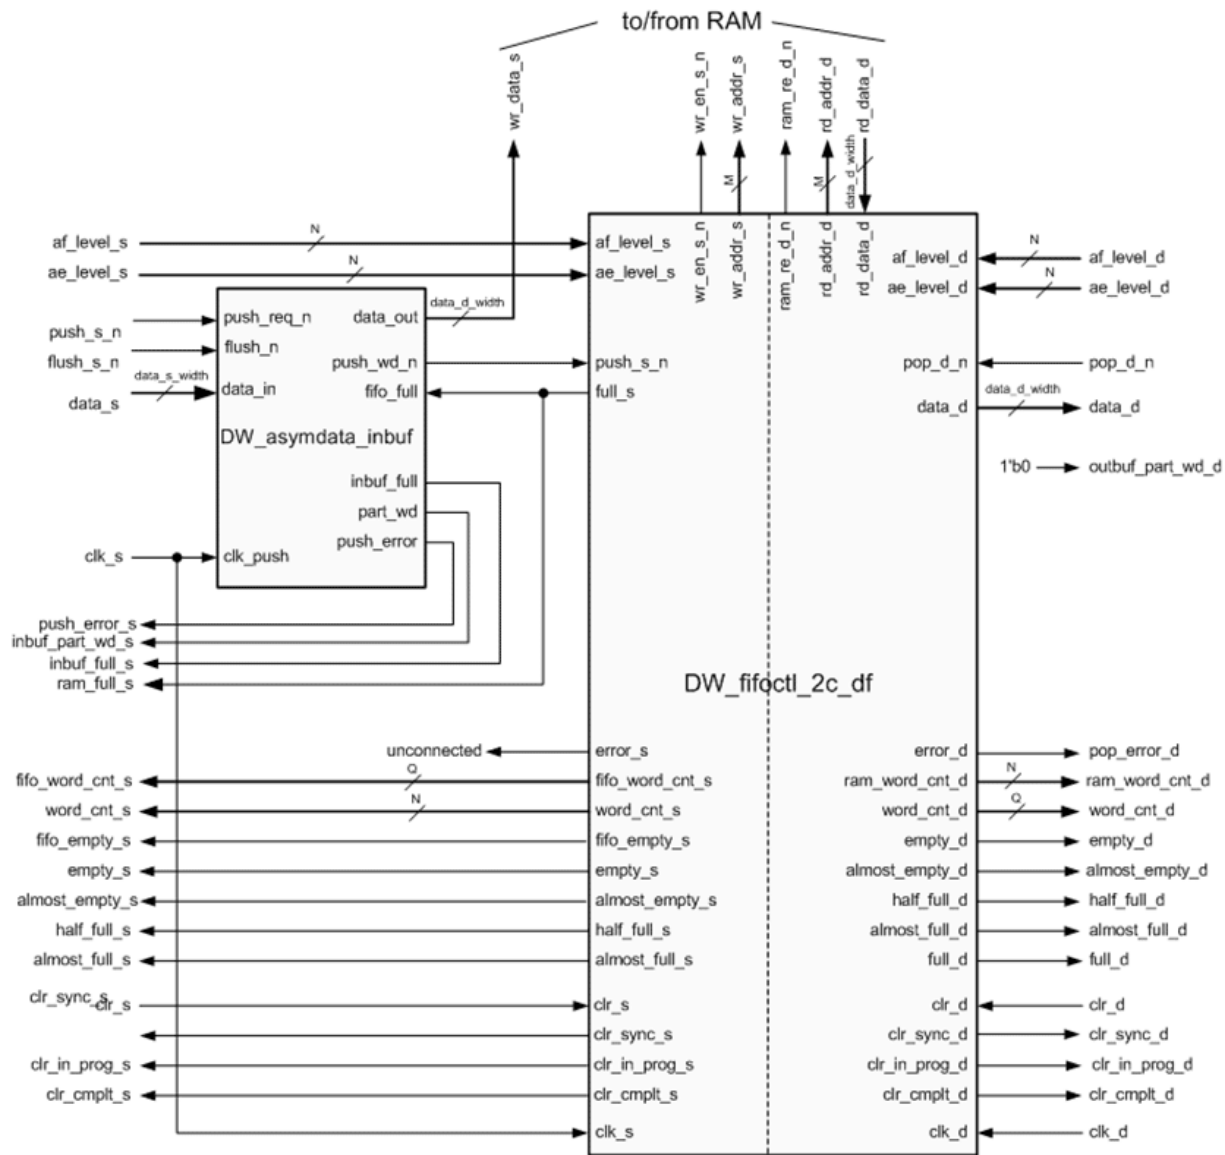 to/from RAM
wr_data_s
wr_en_s_n
wr_addr_s
ram_re_d_n
rd_addr_d
rd_data_d
M
M
data_d_width
wr_en_s_n
wr_addr_s
ram_re_d_n
rd_addr_d
rd_data_d
af_level_s N af_level_s
ae_level_s N ae_level_s
af_level_d N af_level_d
ae_level_d N ae_level_d
push_s_n push_req_n data_out data_d_width
flush_s_n flush_n push_wd_n push_s_n
data_s data_s_width data_in fifo_full full_s
DW_asymdata_inbuf
inbuf_full
part_wd
push_error
clk_s clk_push
pop_d_n pop_d_n
data_d data_d_width data_d
1'b0 outbuf_part_wd_d
push_error_s
inbuf_part_wd_s
inbuf_full_s
ram_full_s
DW_fifoctl_2c_df
unconnected error_s error_d pop_error_d
fifo_word_cnt_s Q fifo_word_cnt_s ram_word_cnt_d N ram_word_cnt_d
word_cnt_s N word_cnt_s word_cnt_d Q word_cnt_d
fifo_empty_s fifo_empty_s empty_d empty_d
empty_s empty_s almost_empty_d almost_empty_d
almost_empty_s almost_empty_s half_full_d half_full_d
half_full_s half_full_s almost_full_d almost_full_d
almost_full_s almost_full_s full_d full_d
clr_sync_s
clr_s clr_s clr_d clr_d
clr_sync_s clr_sync_d clr_sync_d
clr_in_prog_s clr_in_prog_s clr_in_prog_d clr_in_prog_d
clr_cmplt_s clr_cmplt_s clr_cmplt_d clr_cmplt_d
clk_s clk_d clk_d